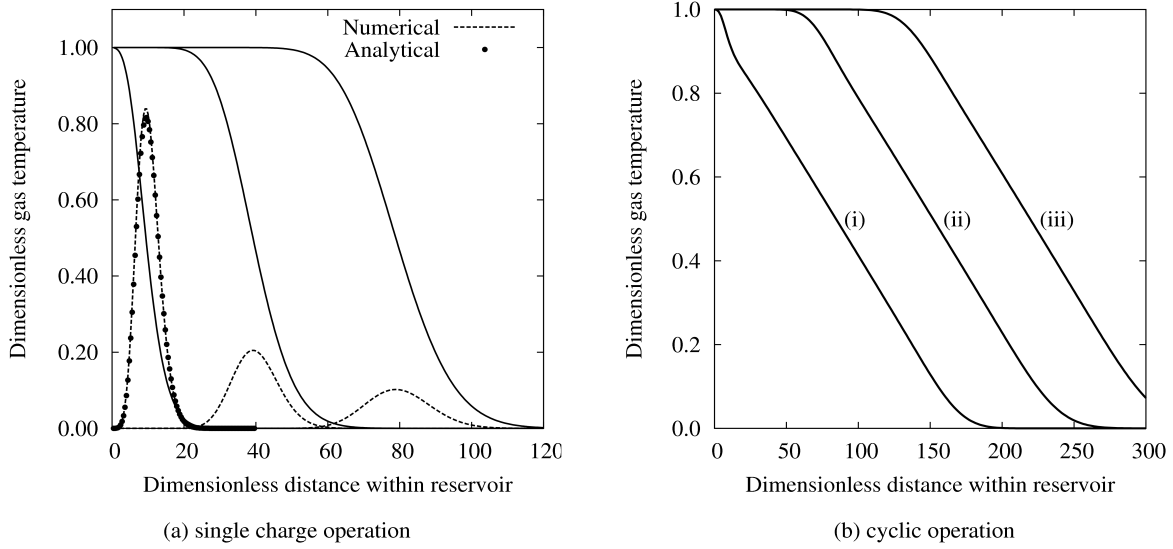 Numerical
Analytical
1.00
0.80
0.60
0.40
0.20
0.00
Dimensionless gas temperature
0 20 40 60 80 100 120
Dimensionless distance within reservoir
(a) single charge operation
1.0
0.8
0.6
0.4
0.2
0.0
Dimensionless gas temperature
(i) (ii) (iii)
0 50 100 150 200 250 300
Dimensionless distance within reservoir
(b) cyclic operation